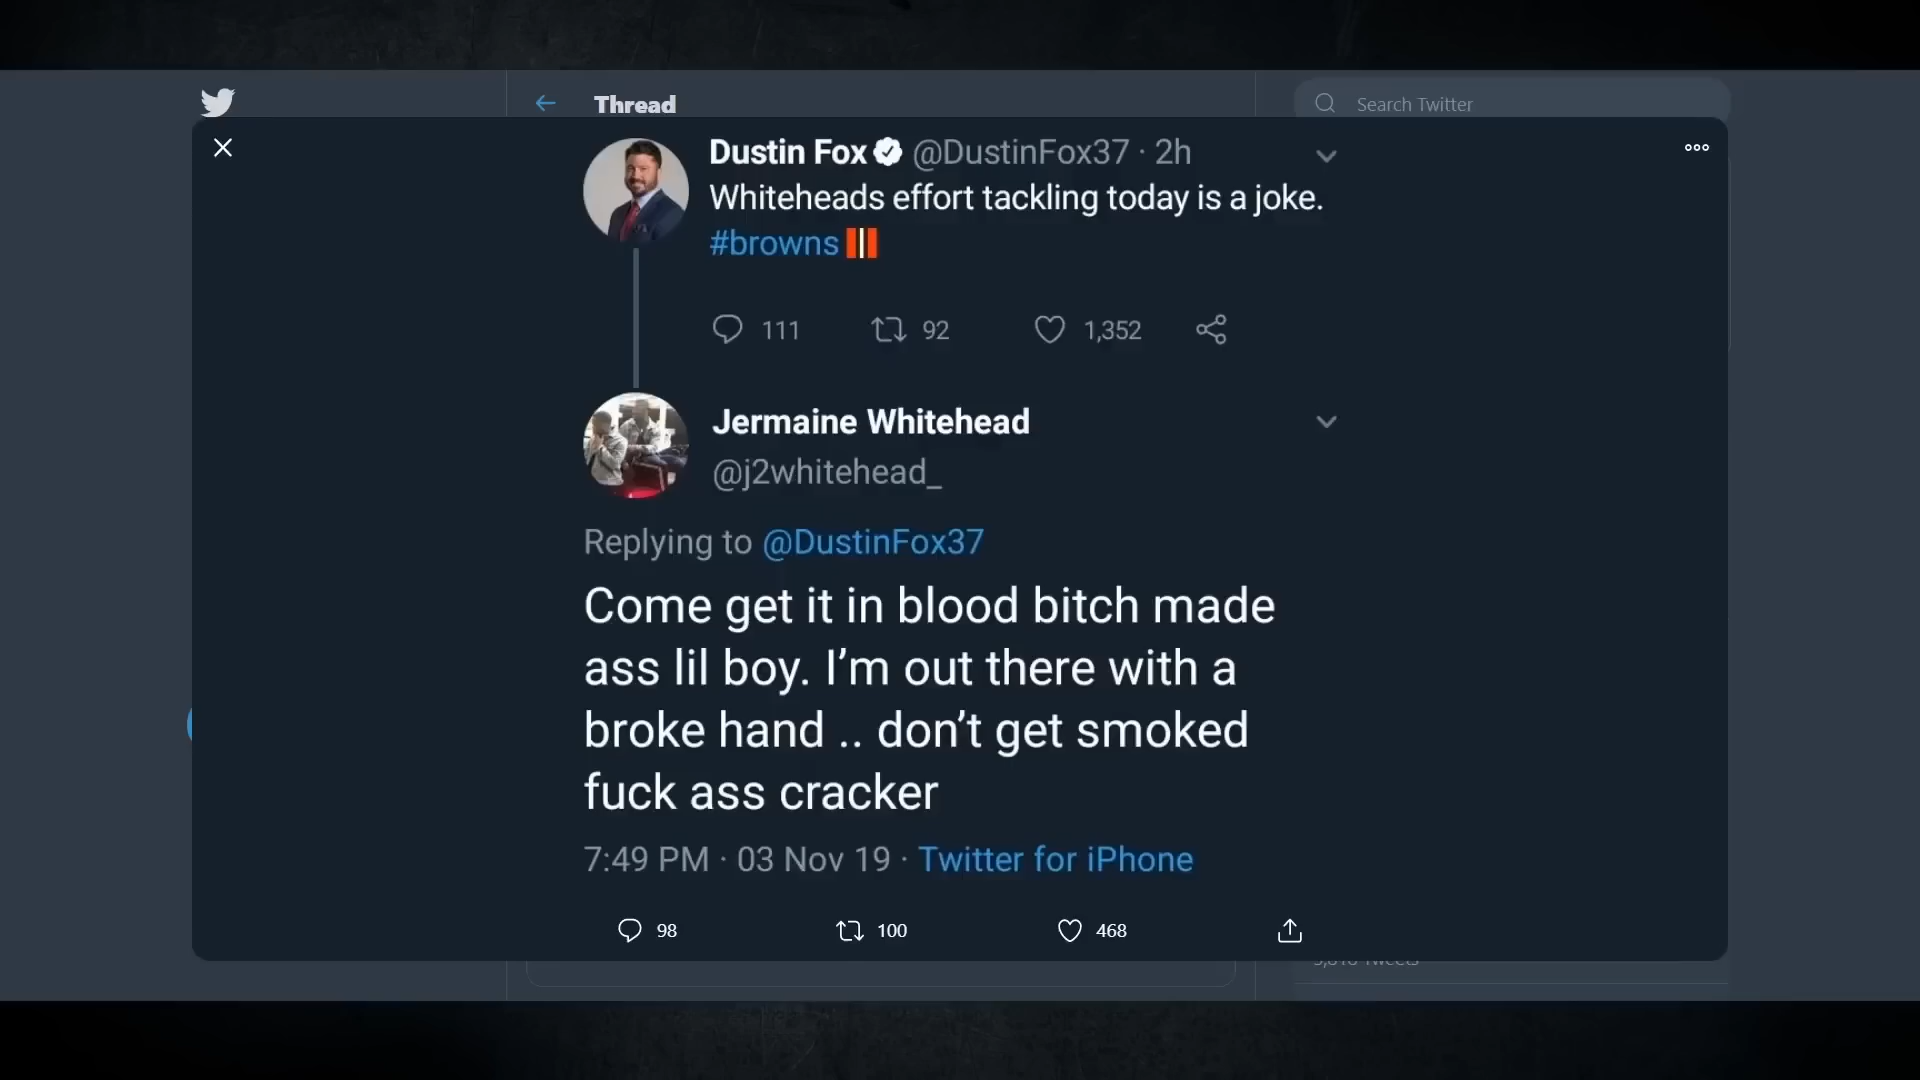 Thread
Search Twitter
Dustin Fox @DustinFox37 · 2h
Whiteheads effort tackling today is a joke.
#browns
111 92 1,352
Jermaine Whitehead
@j2whitehead_
Replying to @DustinFox37
Come get it in blood bitch made
ass lil boy. I’m out there with a
broke hand .. don’t get smoked
fuck ass cracker
7:49 PM · 03 Nov 19 · Twitter for iPhone
98 100 468
Tweets